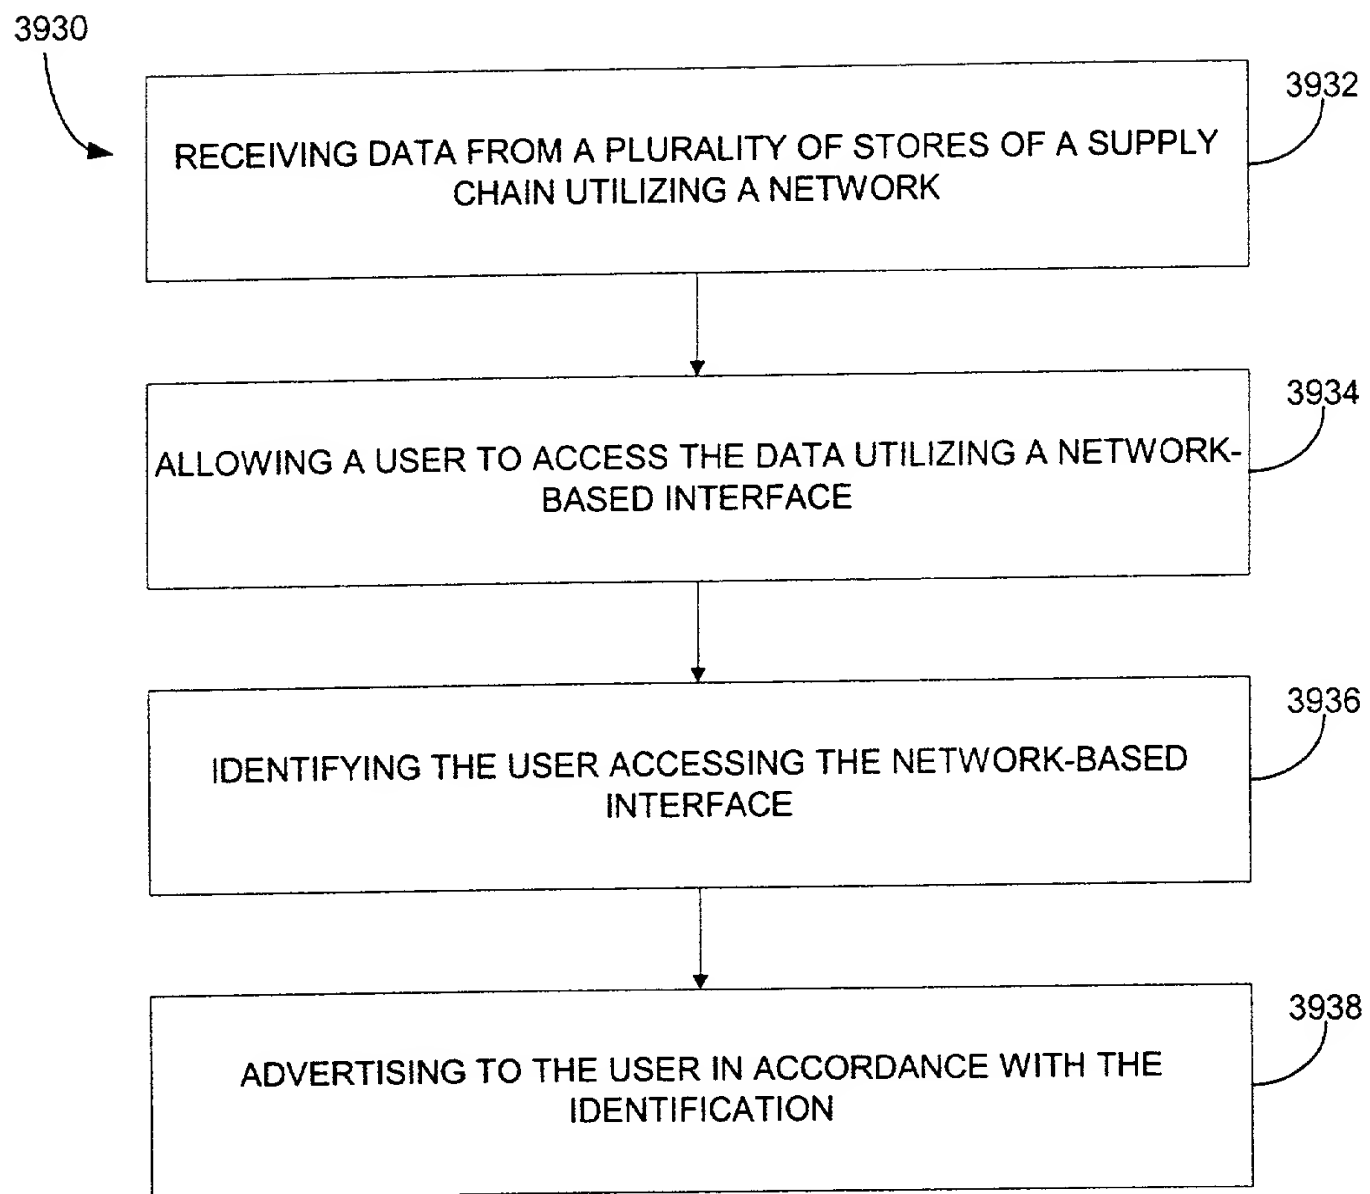 3930
3932
RECEIVING DATA FROM A PLURALITY OF STORES OF A SUPPLY
CHAIN UTILIZING A NETWORK
3934
ALLOWING A USER TO ACCESS THE DATA UTILIZING A NETWORK-
BASED INTERFACE
3936
IDENTIFYING THE USER ACCESSING THE NETWORK-BASED
INTERFACE
3938
ADVERTISING TO THE USER IN ACCORDANCE WITH THE
IDENTIFICATION